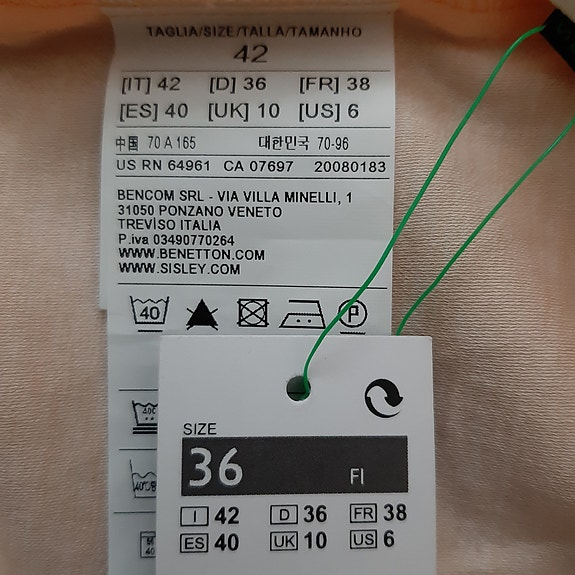 TAGLIA/SIZE/TALLA/TAMANHO
42
[IT] 42 [D] 36 [FR] 38
[ES] 40 [UK] 10 [US] 6
中国 70 A 165 대한민국 70-96
US RN 64961 CA 07697 20080183
BENCOM SRL - VIA VILLA MINELLI, 1
31050 PONZANO VENETO
TREVISO ITALIA
P.iva 03490770264
WWW.BENETTON.COM
WWW.SISLEY.COM
40 P
SIZE
36 FI
I 42 D 36 FR 38
ES 40 UK 10 US 6